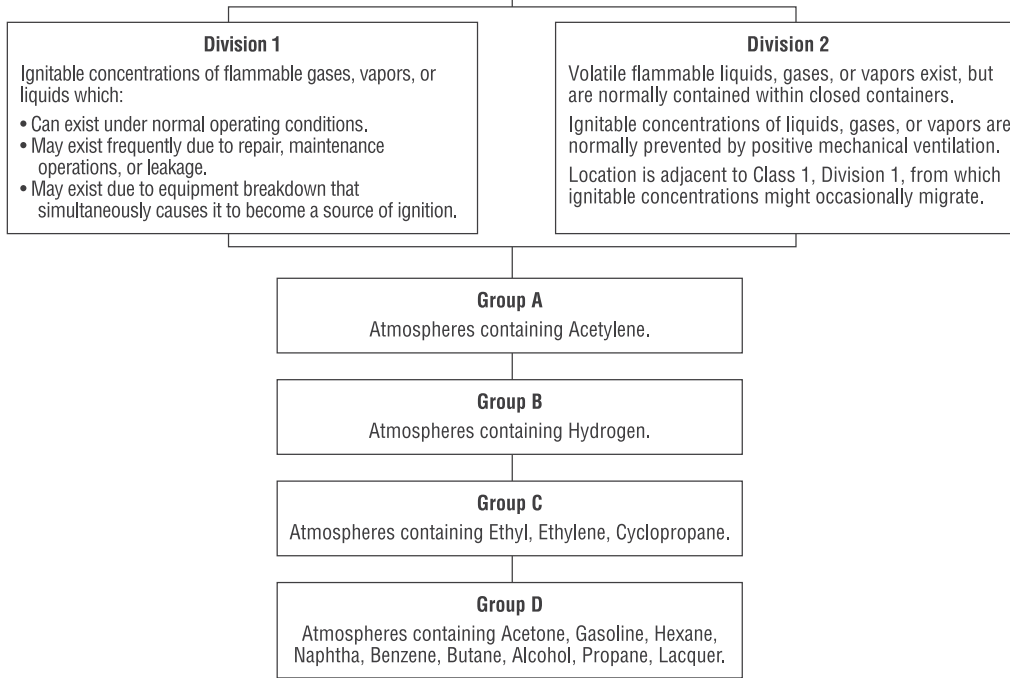 Division 1
Ignitable concentrations of flammable gases, vapors, or
liquids which:
• Can exist under normal operating conditions.
• May exist frequently due to repair, maintenance
operations, or leakage.
• May exist due to equipment breakdown that
simultaneously causes it to become a source of ignition.
Division 2
Volatile flammable liquids, gases, or vapors exist, but
are normally contained within closed containers.
Ignitable concentrations of liquids, gases, or vapors are
normally prevented by positive mechanical ventilation.
Location is adjacent to Class 1, Division 1, from which
ignitable concentrations might occasionally migrate.
Group A
Atmospheres containing Acetylene.
Group B
Atmospheres containing Hydrogen.
Group C
Atmospheres containing Ethyl, Ethylene, Cyclopropane.
Group D
Atmospheres containing Acetone, Gasoline, Hexane,
Naphtha, Benzene, Butane, Alcohol, Propane, Lacquer.